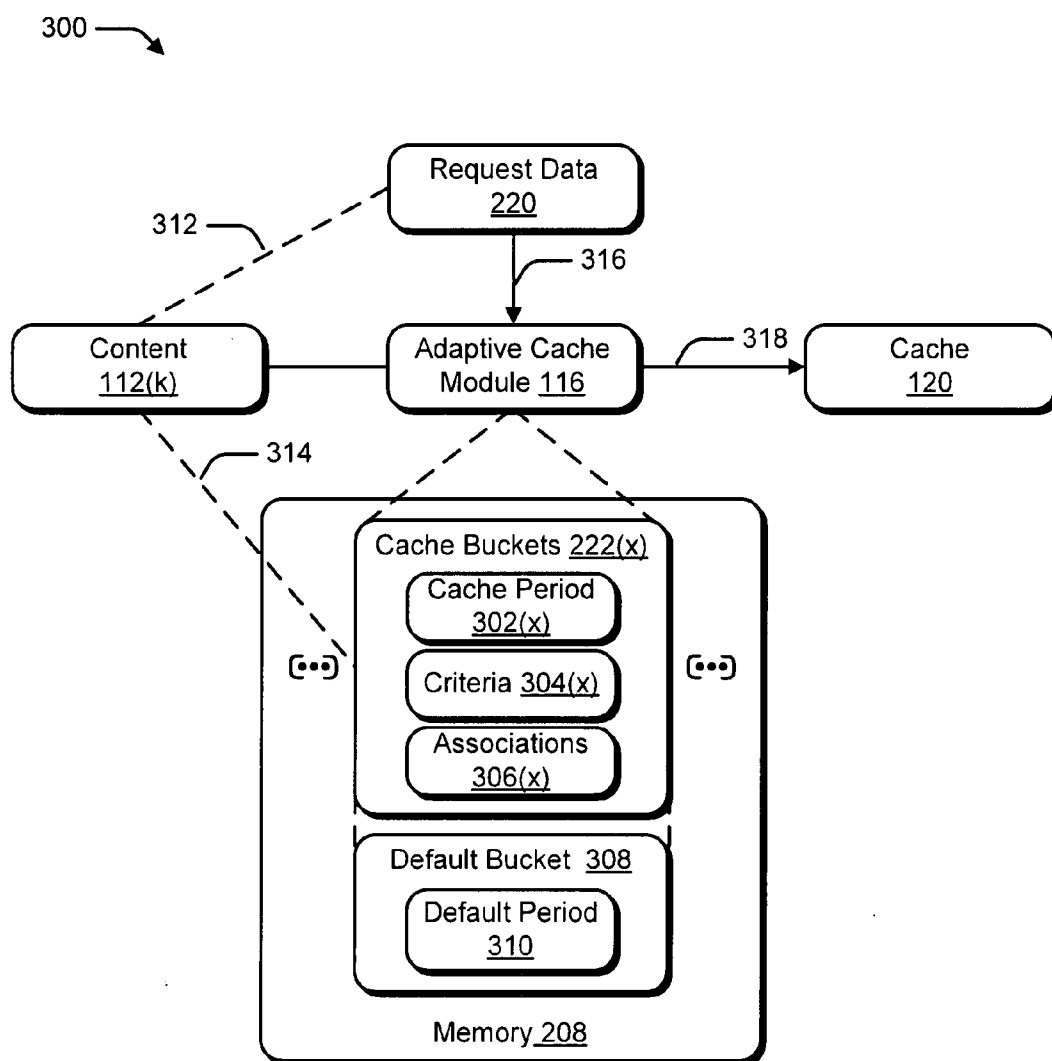 300
Request Data
220
312
316
Content
112(k)
Adaptive Cache
Module 116
318
Cache
120
314
Cache Buckets 222(x)
Cache Period
302(x)
Criteria 304(x)
Associations
306(x)
Default Bucket 308
Default Period
310
Memory 208